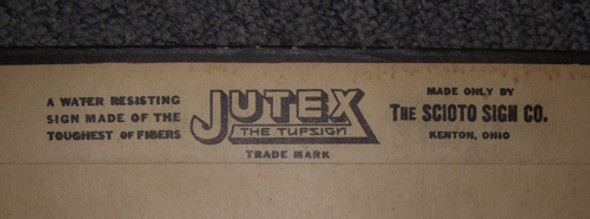 A WATER RESISTING
SIGN MADE OF THE
TOUGHEST OF FIBERS
JUTEX
THE TUFSIGN
TRADE MARK
MADE ONLY BY
THE SCIOTO SIGN CO.
KENTON, OHIO